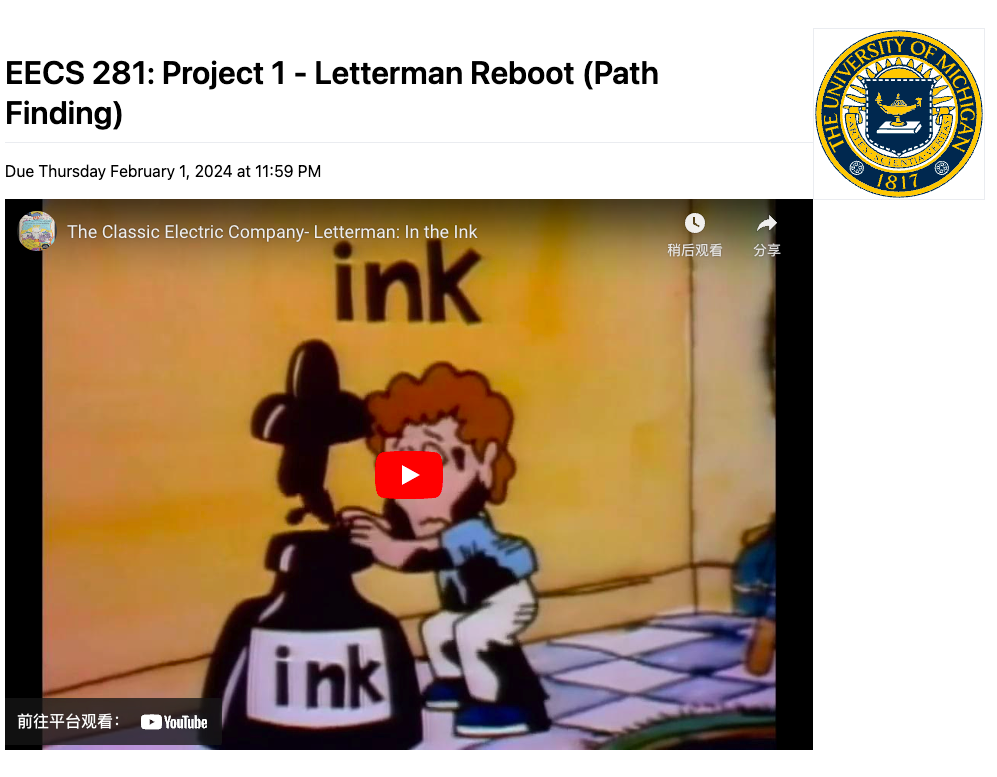 EECS 281: Project 1 - Letterman Reboot (Path
Finding)
THE UNIVERSITY OF MICHIGAN
ARTES SCIENTIA VERITAS
1817
Due Thursday February 1, 2024 at 11:59 PM
The Classic Electric Company- Letterman: In the Ink
稍后观看
分享
ink
ink
前往平台观看：
YouTube